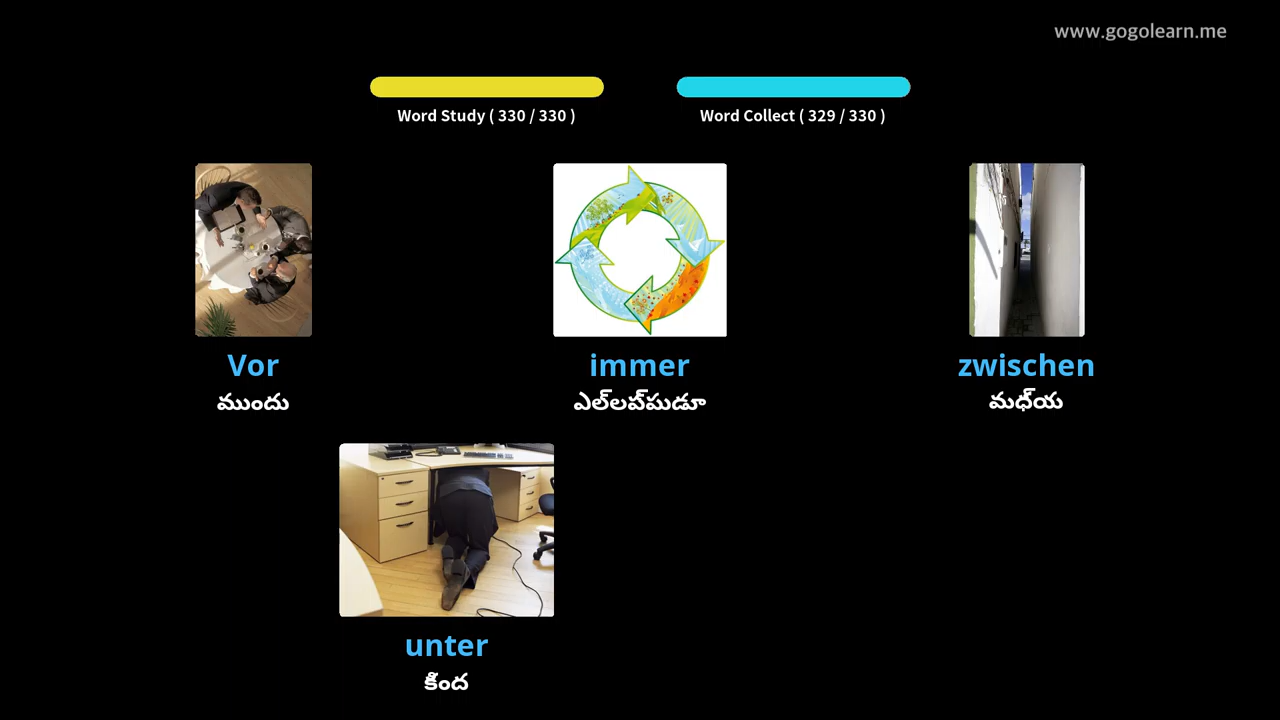 www.gogolearn.me
Word Study ( 330 / 330 )
Word Collect ( 329 / 330 )
Vor
immer
zwischen
ముందు
ఎల్లప్పుడూ
మధ్య
unter
కింద